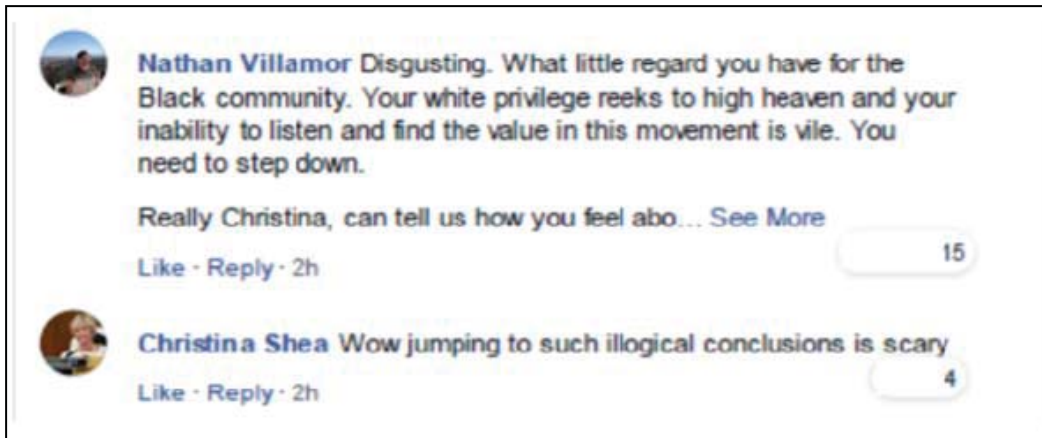 Nathan Villamor Disgusting. What little regard you have for the
Black community. Your white privilege reeks to high heaven and your
inability to listen and find the value in this movement is vile. You
need to step down.
Really Christina, can tell us how you feel abo... See More
15
Like · Reply · 2h
Christina Shea Wow jumping to such illogical conclusions is scary
4
Like · Reply · 2h